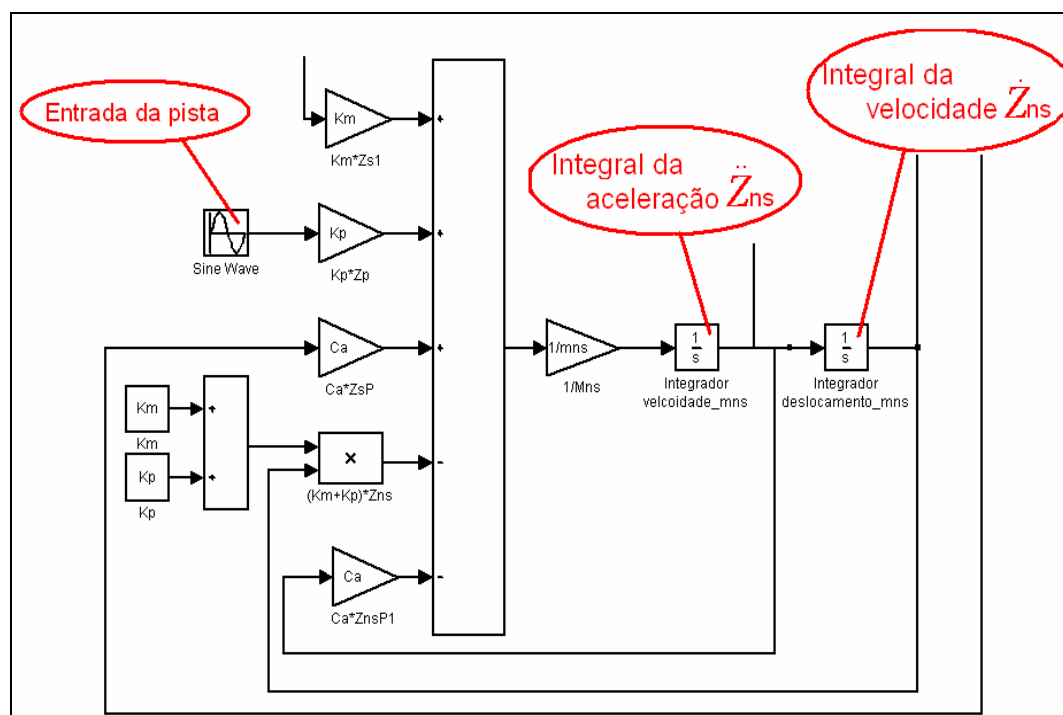 Entrada da pista
Integral da
velocidade Żns
Integral da
aceleração Z̈ns
Km
Km*Zs1
+
Sine Wave
Kp
Kp*Zp
+
Ca
Ca*ZsP
+
Km
Km
+
Kp
Kp
+
×
(Km+Kp)*Zns
-
Ca
Ca*ZnsP1
-
1/mns
1/Mns
1
s
Integrador
velcoidade_mns
1
s
Integrador
deslocamento_mns